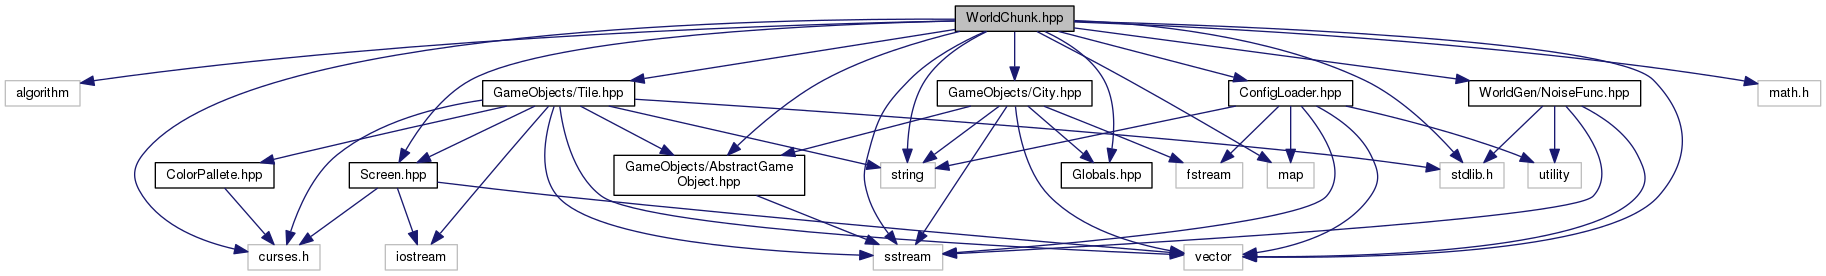 WorldChunk.hpp
algorithm
GameObjects/Tile.hpp
GameObjects/City.hpp
ConfigLoader.hpp
WorldGen/NoiseFunc.hpp
math.h
ColorPallete.hpp
Screen.hpp
GameObjects/AbstractGame
Object.hpp
string
Globals.hpp
fstream
map
stdlib.h
utility
curses.h
iostream
sstream
vector